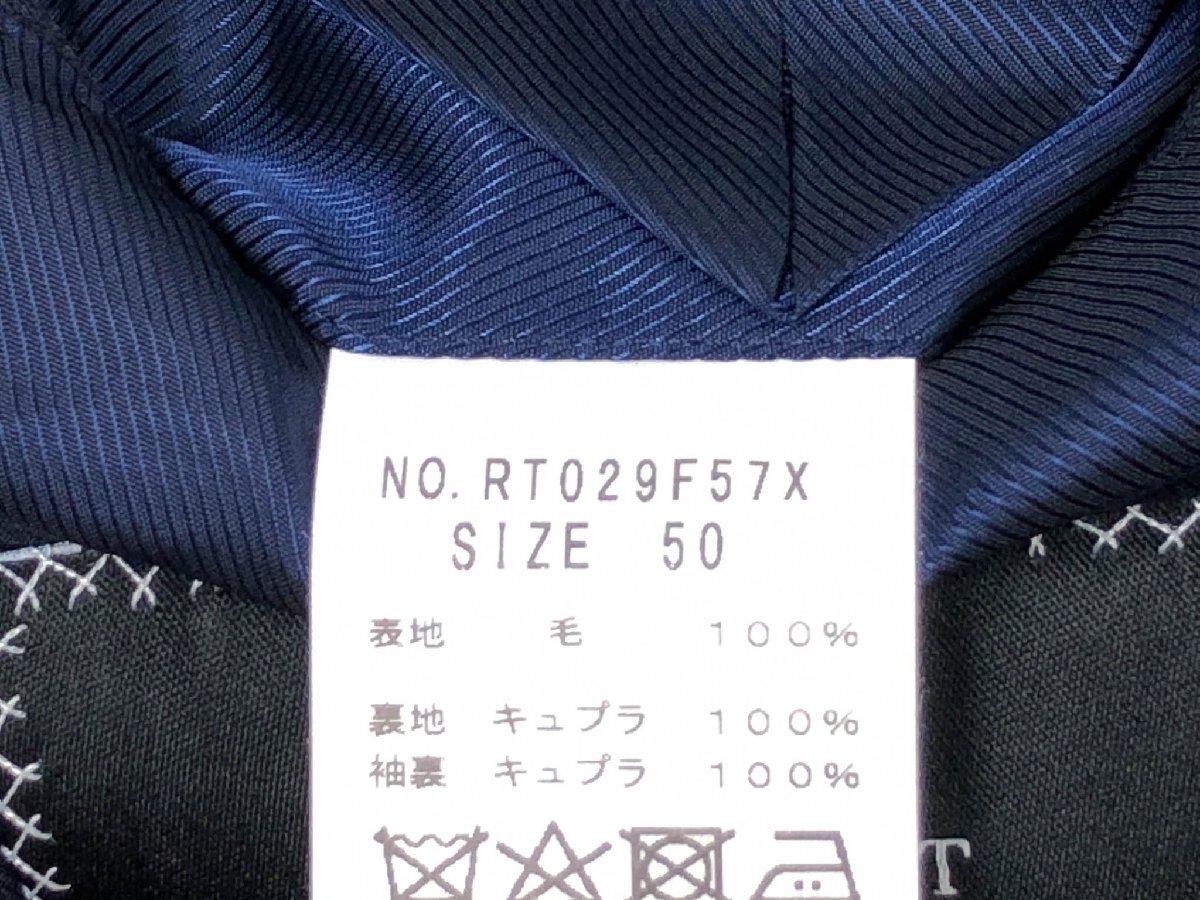 NO. RT029F57X
SIZE 50
表地 毛 100%
裏地 キュプラ 100%
袖裏 キュプラ 100%
T